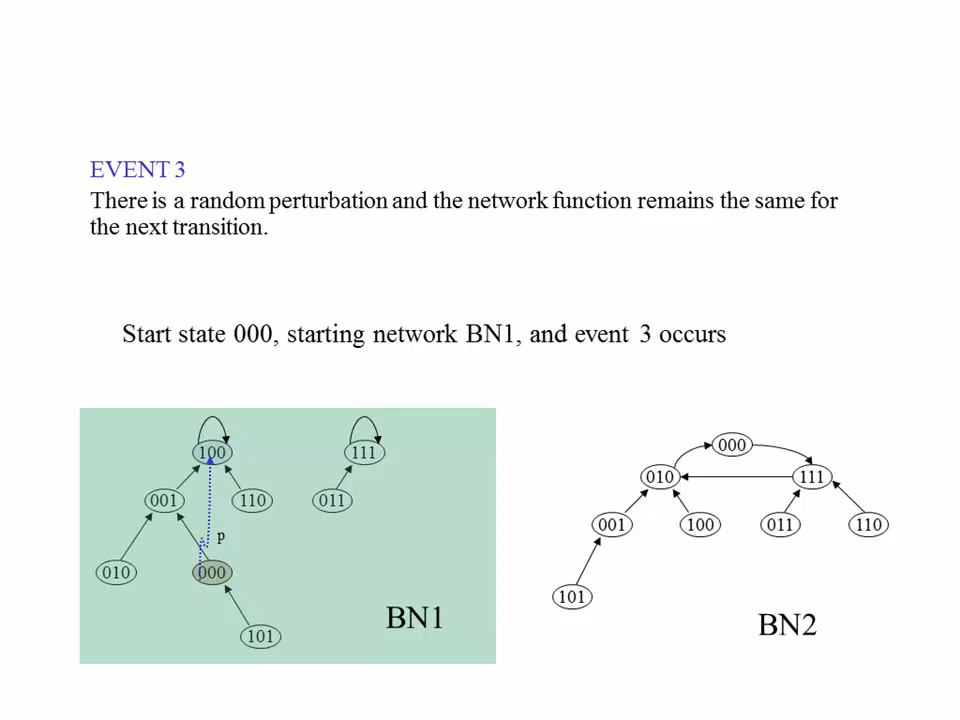 EVENT 3
There is a random perturbation and the network function remains the same for
the next transition.
Start state 000, starting network BN1, and event 3 occurs
100
111
001
110
011
p
010
000
101
BN1
000
010
111
001
100
011
110
101
BN2